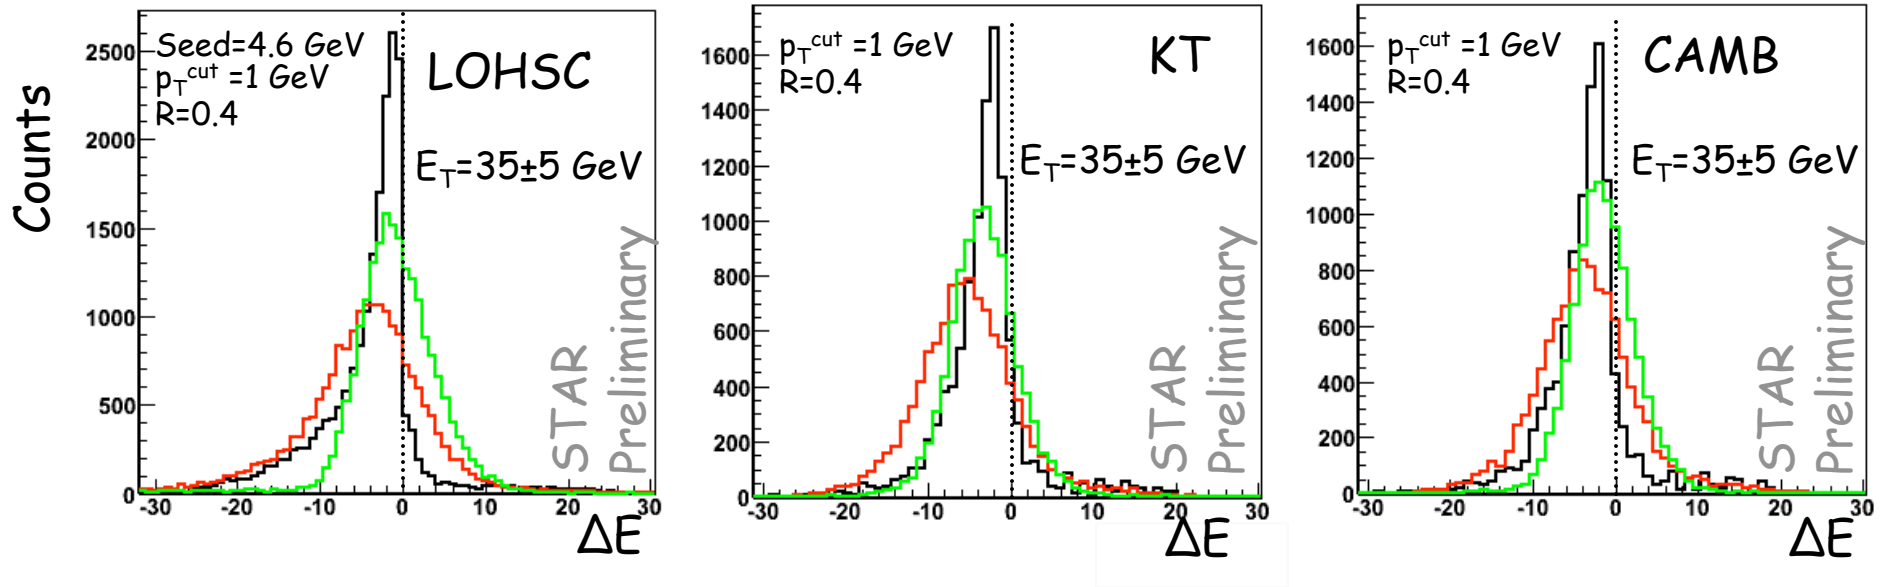 Counts
2500
2000
1500
1000
500
0
Seed=4.6 GeV
pTcut =1 GeV
R=0.4
LOHSC
ET=35±5 GeV
STAR
Preliminary
-30 -20 -10 0 10 20 30
ΔE
1600
1400
1200
1000
800
600
400
200
0
pTcut =1 GeV
R=0.4
KT
ET=35±5 GeV
STAR
Preliminary
-30 -20 -10 0 10 20 30
ΔE
1600
1400
1200
1000
800
600
400
200
0
pTcut =1 GeV
R=0.4
CAMB
ET=35±5 GeV
STAR
Preliminary
-30 -20 -10 0 10 20 30
ΔE